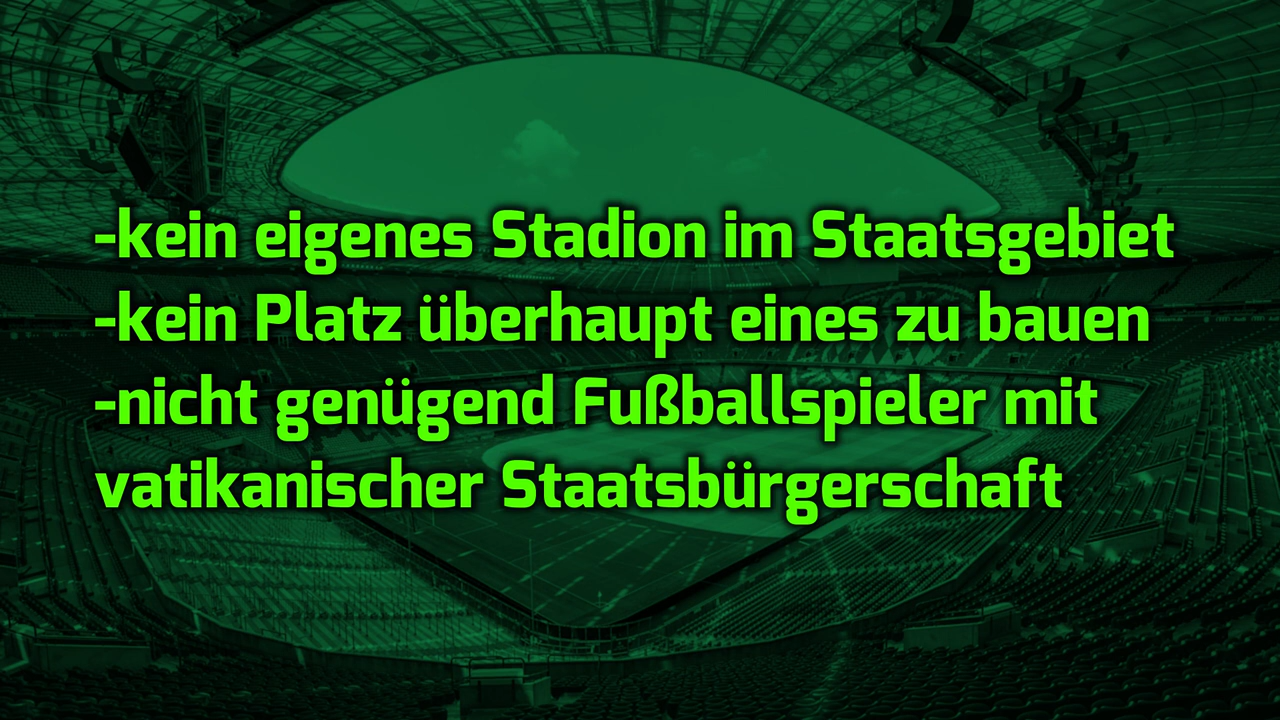 -kein eigenes Stadion im Staatsgebiet
-kein Platz überhaupt eines zu bauen
-nicht genügend Fußballspieler mit
vatikanischer Staatsbürgerschaft